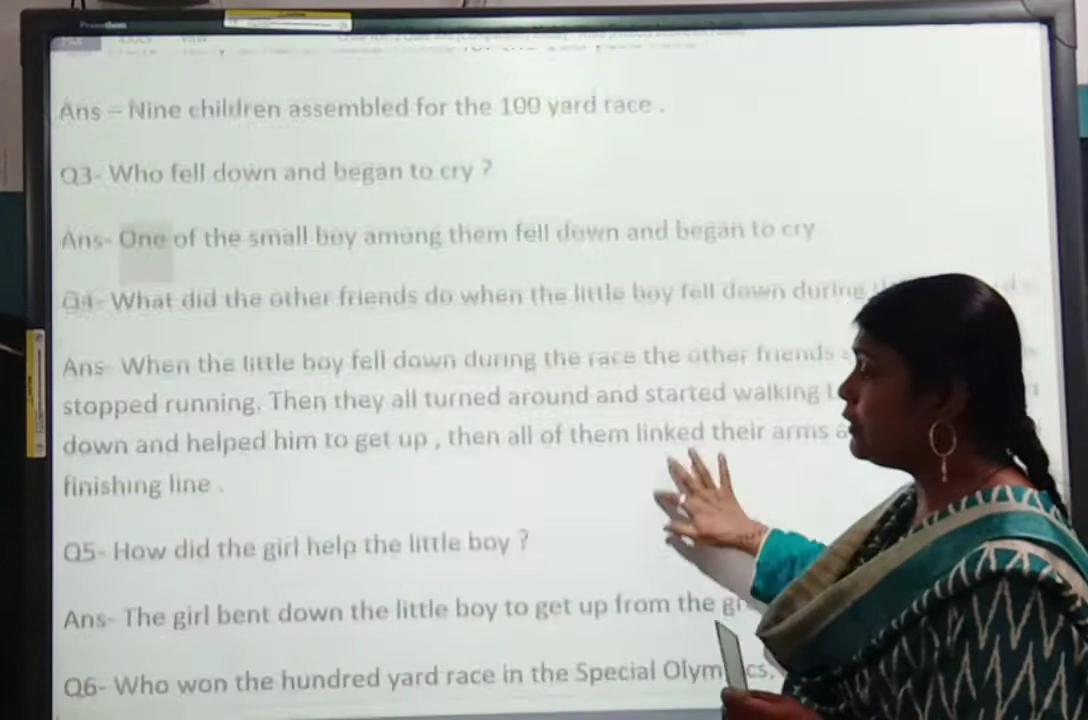 Promethean
Ans – Nine children assembled for the 100 yard race .
Q3- Who fell down and began to cry ?
Ans- One of the small boy among them fell down and began to cry
Q4- What did the other friends do when the little boy fell down during
Ans- When the little boy fell down during the race the other friends
stopped running. Then they all turned around and started walking
down and helped him to get up , then all of them linked their arms
finishing line .
Q5- How did the girl help the little boy ?
Ans- The girl bent down the little boy to get up from the
Q6- Who won the hundred yard race in the Special Olympics,